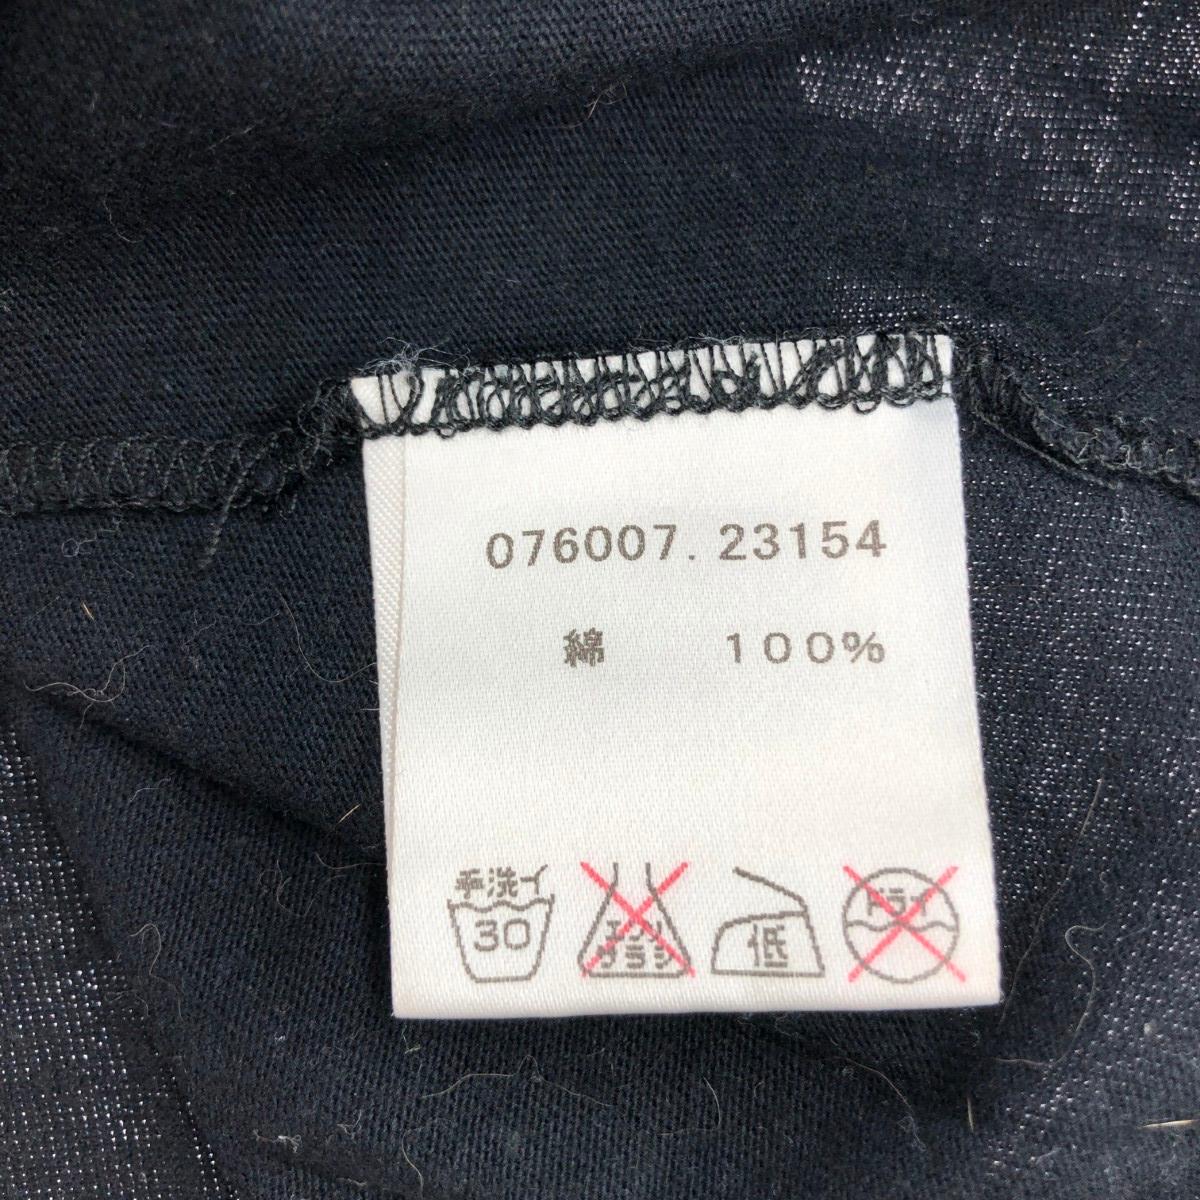 076007. 23154
綿 100%
手洗イ
30
エンソ
サラシ
低
ドライ